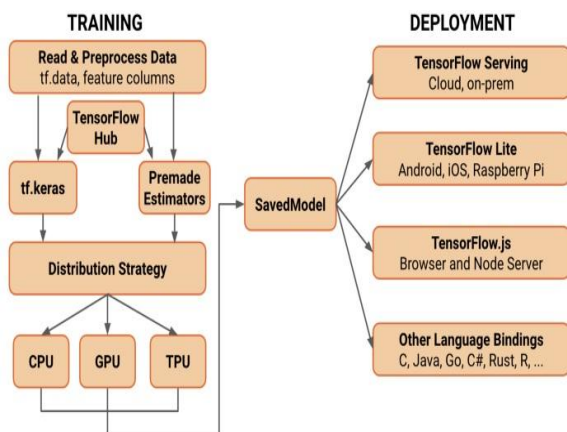 TRAINING
Read & Preprocess Data
tf.data, feature columns
TensorFlow
Hub
tf.keras
Premade
Estimators
Distribution Strategy
CPU
GPU
TPU
SavedModel
DEPLOYMENT
TensorFlow Serving
Cloud, on-prem
TensorFlow Lite
Android, iOS, Raspberry Pi
TensorFlow.js
Browser and Node Server
Other Language Bindings
C, Java, Go, C#, Rust, R, ...